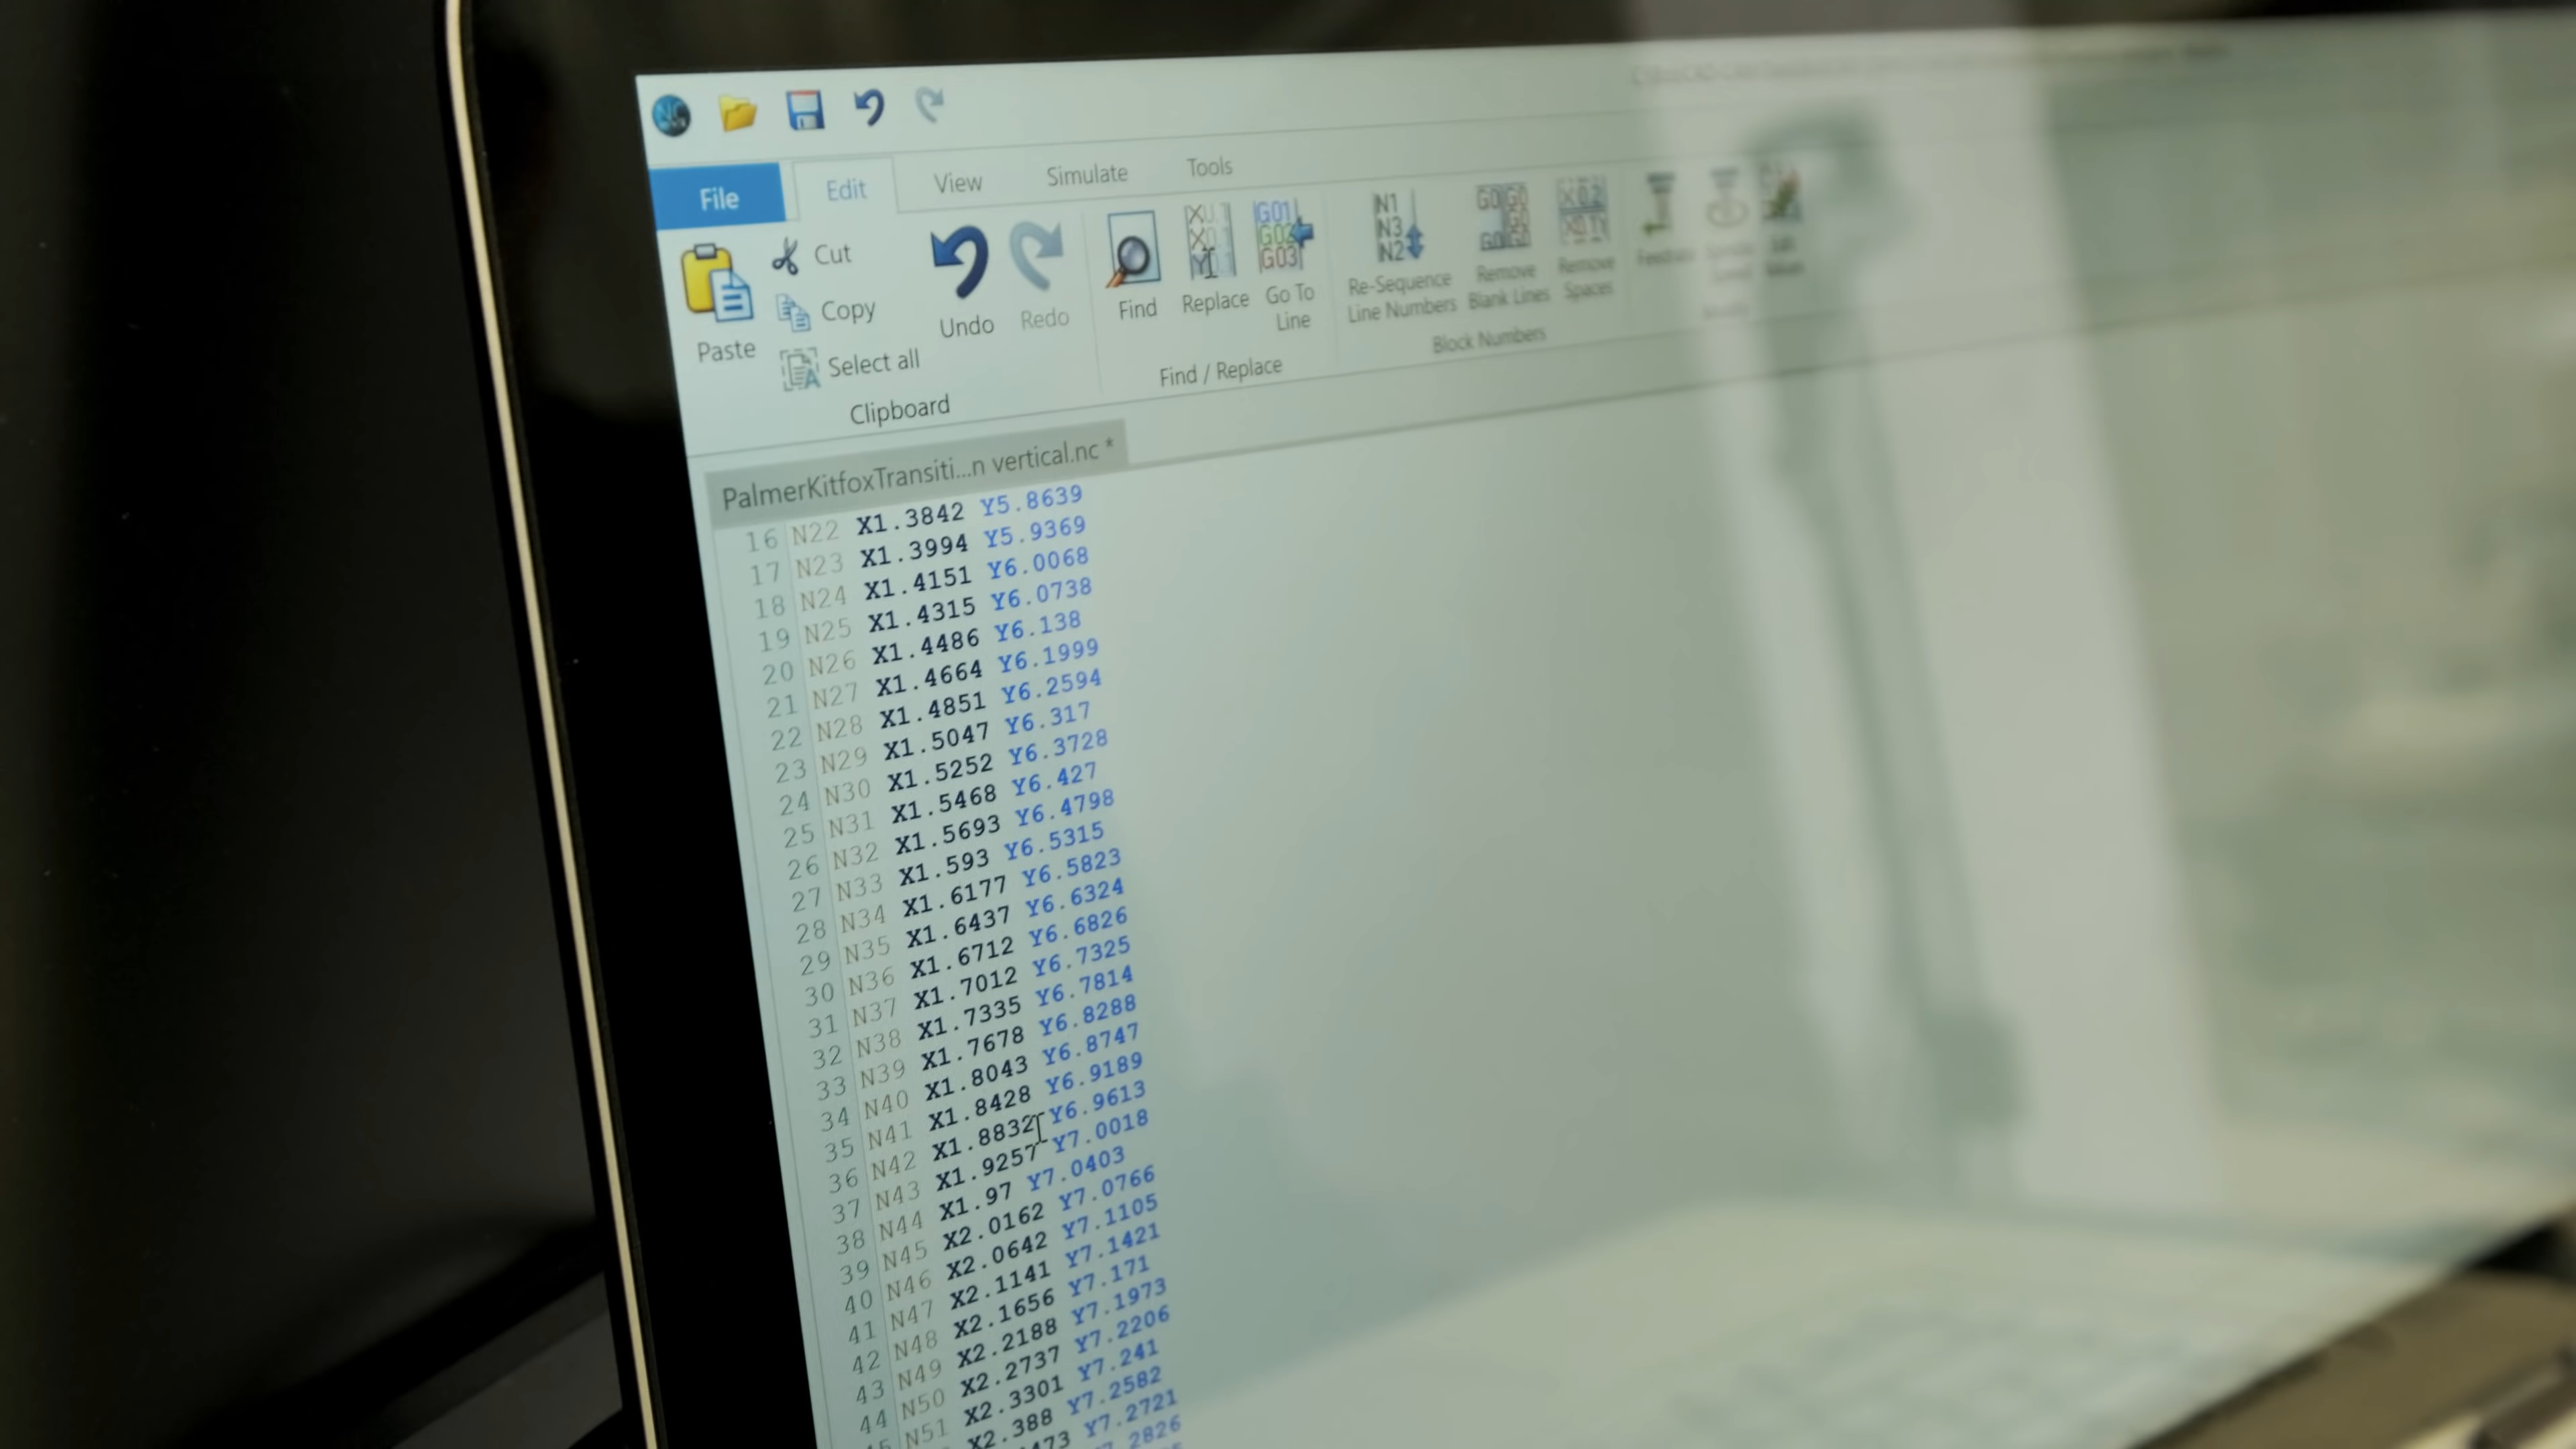 File Edit View Simulate Tools
Paste
Cut
Copy
Select all
Clipboard
Undo Redo
Find
Replace
Go To
Line
Find / Replace
Re-Sequence
Line Numbers
Remove
Blank Lines
Remove
Spaces
Block Numbers
PalmerKitfoxTransiti...n vertical.nc *
16 N22 X1.3842 Y5.8639
17 N23 X1.3994 Y5.9369
18 N24 X1.4151 Y6.0068
19 N25 X1.4315 Y6.0738
20 N26 X1.4486 Y6.138
21 N27 X1.4664 Y6.1999
22 N28 X1.4851 Y6.2594
23 N29 X1.5047 Y6.317
24 N30 X1.5252 Y6.3728
25 N31 X1.5468 Y6.427
26 N32 X1.5693 Y6.4798
27 N33 X1.593 Y6.5315
28 N34 X1.6177 Y6.5823
29 N35 X1.6437 Y6.6324
30 N36 X1.6712 Y6.6826
31 N37 X1.7012 Y6.7325
32 N38 X1.7335 Y6.7814
33 N39 X1.7678 Y6.8288
34 N40 X1.8043 Y6.8747
35 N41 X1.8428 Y6.9189
36 N42 X1.8832 Y6.9613
37 N43 X1.9257 Y7.0018
38 N44 X1.97 Y7.0403
39 N45 X2.0162 Y7.0766
40 N46 X2.0642 Y7.1105
41 N47 X2.1141 Y7.1421
42 N48 X2.1656 Y7.171
43 N49 X2.2188 Y7.1973
44 N50 X2.2737 Y7.2206
N51 X2.3301 Y7.241
X2.388 Y7.2582
Y7.2721